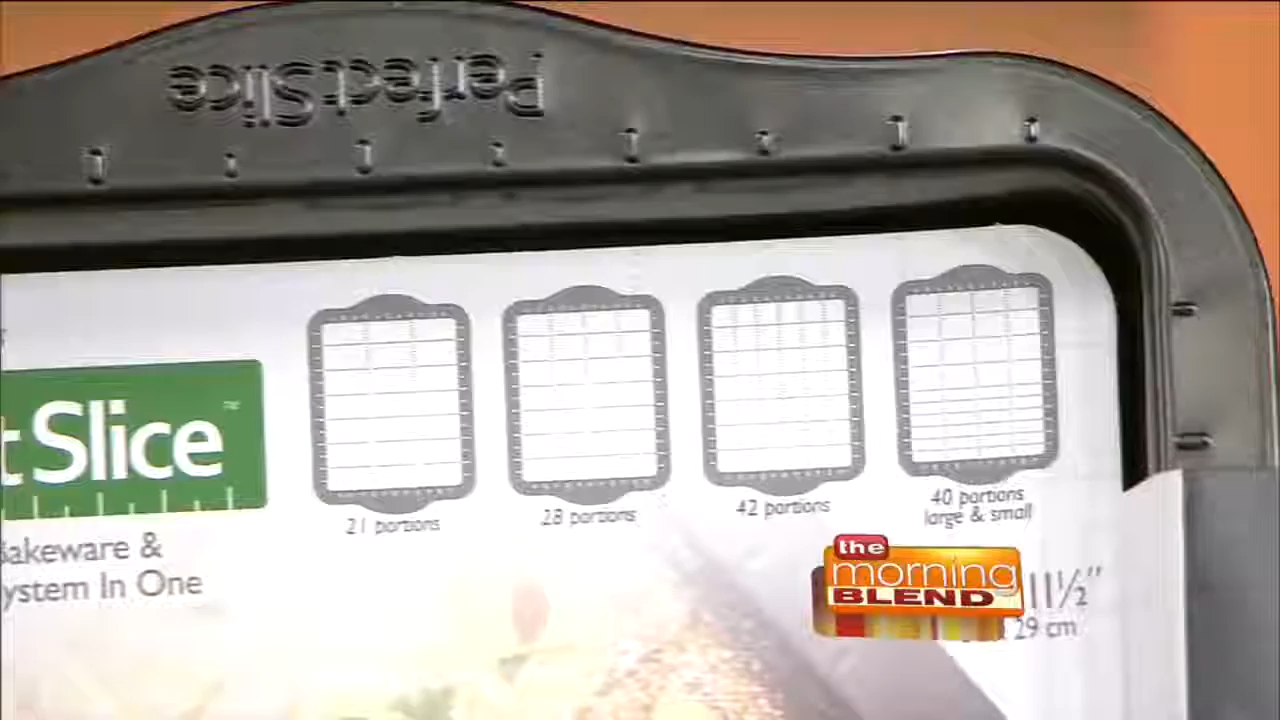 PerfectSlice
t Slice™
akeware &
ystem In One
21 portions
28 portions
42 portions
40 portions
large & small
the
morning
BLEND
11½"
29 cm